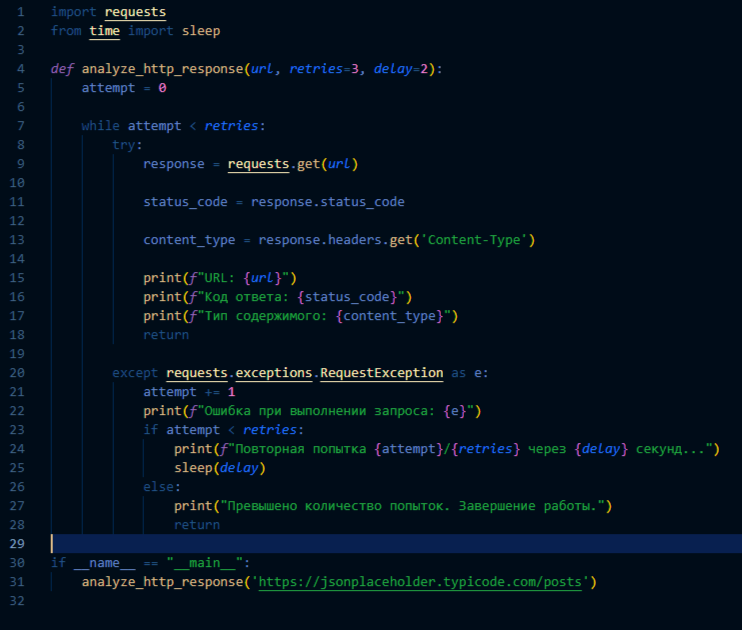 1 import requests
2 from time import sleep
3
4 def analyze_http_response(url, retries=3, delay=2):
5     attempt = 0
6
7     while attempt < retries:
8         try:
9             response = requests.get(url)
10
11             status_code = response.status_code
12
13             content_type = response.headers.get('Content-Type')
14
15             print(f"URL: {url}")
16             print(f"Код ответа: {status_code}")
17             print(f"Тип содержимого: {content_type}")
18             return
19
20         except requests.exceptions.RequestException as e:
21             attempt += 1
22             print(f"Ошибка при выполнении запроса: {e}")
23             if attempt < retries:
24                 print(f"Повторная попытка {attempt}/{retries} через {delay} секунд...")
25                 sleep(delay)
26             else:
27                 print("Превышено количество попыток. Завершение работы.")
28                 return
29
30 if __name__ == "__main__":
31     analyze_http_response('https://jsonplaceholder.typicode.com/posts')
32